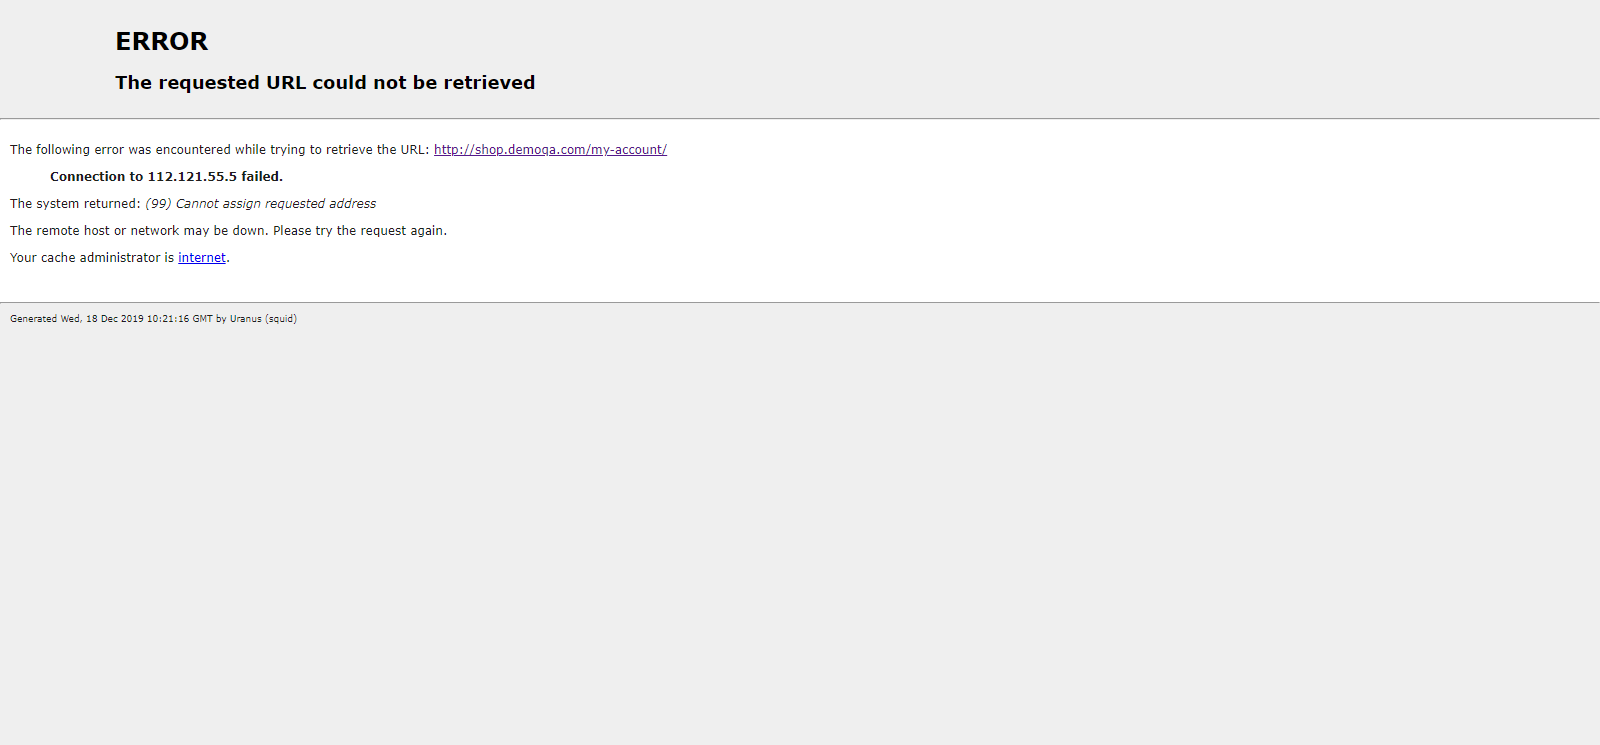 ERROR
The requested URL could not be retrieved
The following error was encountered while trying to retrieve the URL: http://shop.demoqa.com/my-account/
Connection to 112.121.55.5 failed.
The system returned: (99) Cannot assign requested address
The remote host or network may be down. Please try the request again.
Your cache administrator is internet.
Generated Wed, 18 Dec 2019 10:21:16 GMT by Uranus (squid)